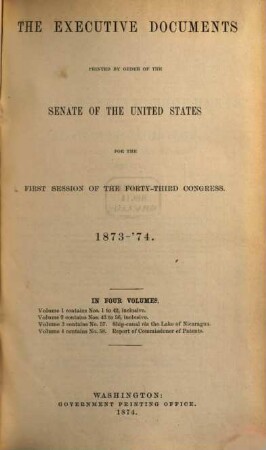 THE EXECUTIVE DOCUMENTS
PRINTED BY ORDER OF THE
SENATE OF THE UNITED STATES
FOR THE
FIRST SESSION OF THE FORTY-THIRD CONGRESS.
1873-'74.
IN FOUR VOLUMES.
Volume 1 contains Nos. 1 to 42, inclusive.
Volume 2 contains Nos. 43 to 56, inclusive.
Volume 3 contains No. 57. Ship-canal via the Lake of Nicaragua.
Volume 4 contains No. 58. Report of Commissioner of Patents.
WASHINGTON:
GOVERNMENT PRINTING OFFICE.
1874.